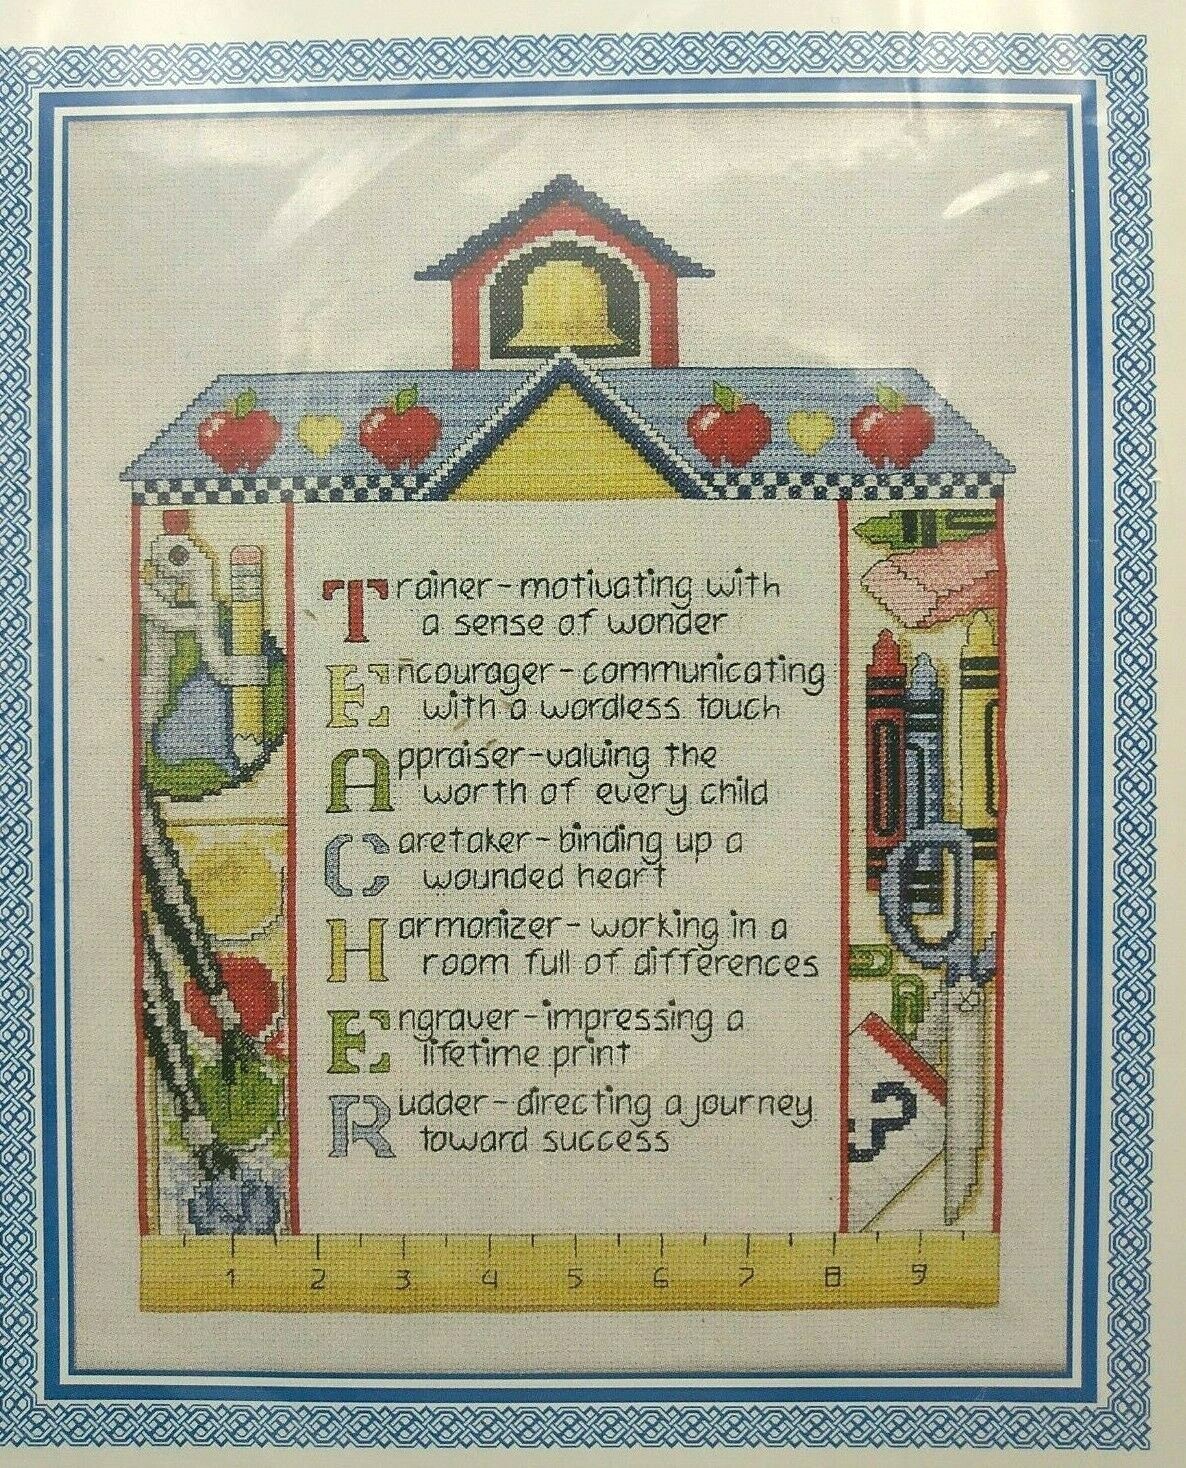 Trainer-motivating with
a sense of wonder
Encourager-communicating
with a wordless touch
Appraiser-valuing the
worth of every child
Caretaker-binding up a
wounded heart
Harmonizer-working in a
room full of differences
Engraver-impressing a
lifetime print
Rudder-directing a journey
toward success
?
1 2 3 4 5 6 7 8 9